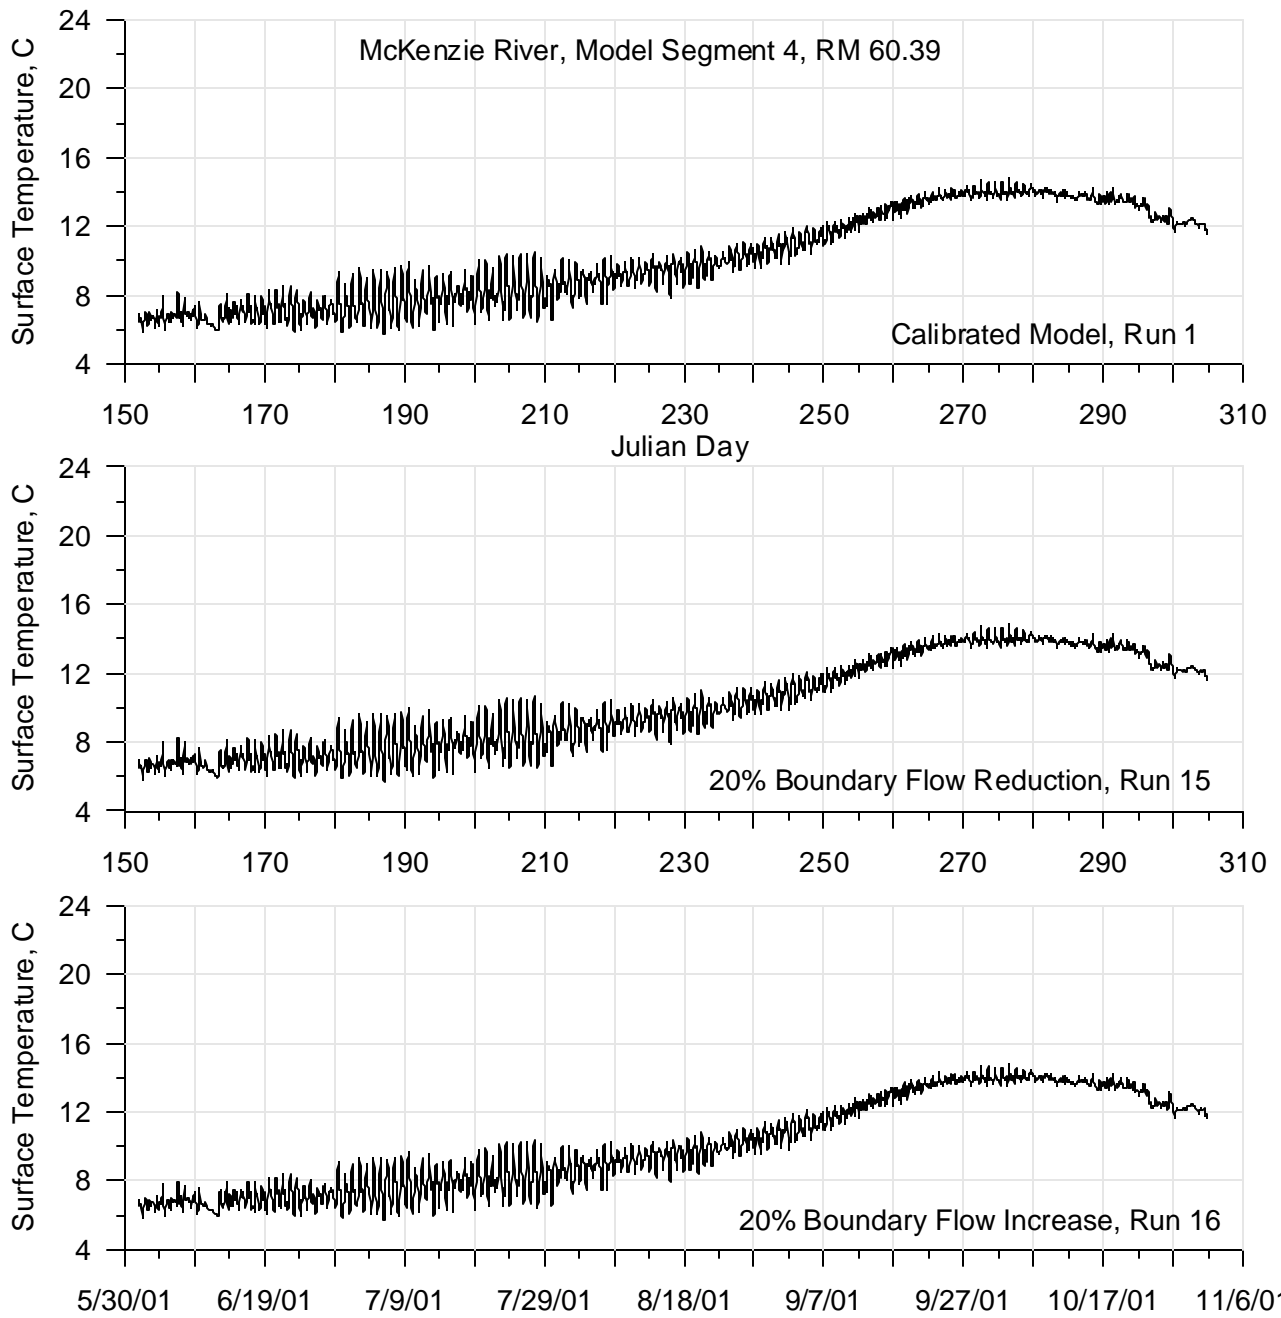 McKenzie River, Model Segment 4, RM 60.39
Surface Temperature, C
24
20
16
12
8
4
Calibrated Model, Run 1
150 170 190 210 230 250 270 290 310
Julian Day
Surface Temperature, C
24
20
16
12
8
4
20% Boundary Flow Reduction, Run 15
150 170 190 210 230 250 270 290 310
Surface Temperature, C
24
20
16
12
8
4
20% Boundary Flow Increase, Run 16
5/30/01 6/19/01 7/9/01 7/29/01 8/18/01 9/7/01 9/27/01 10/17/01 11/6/01